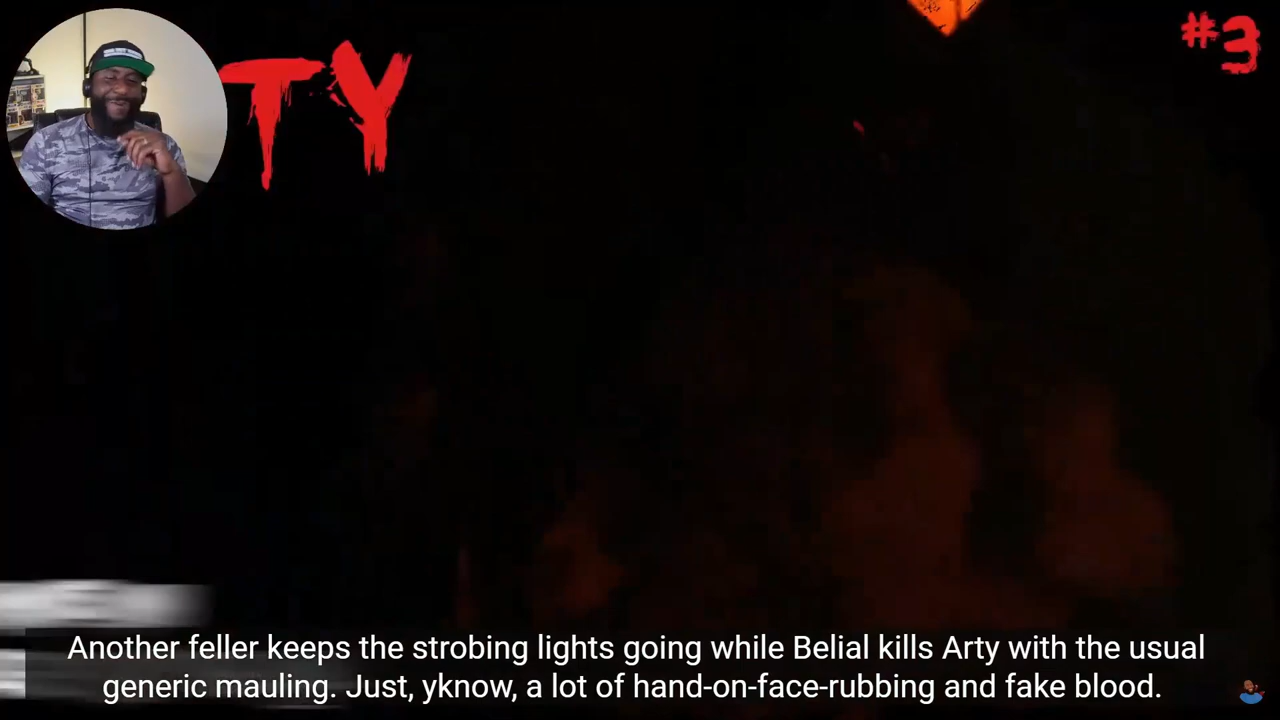 TY
#3
Another feller keeps the strobing lights going while Belial kills Arty with the usual
generic mauling. Just, yknow, a lot of hand-on-face-rubbing and fake blood.